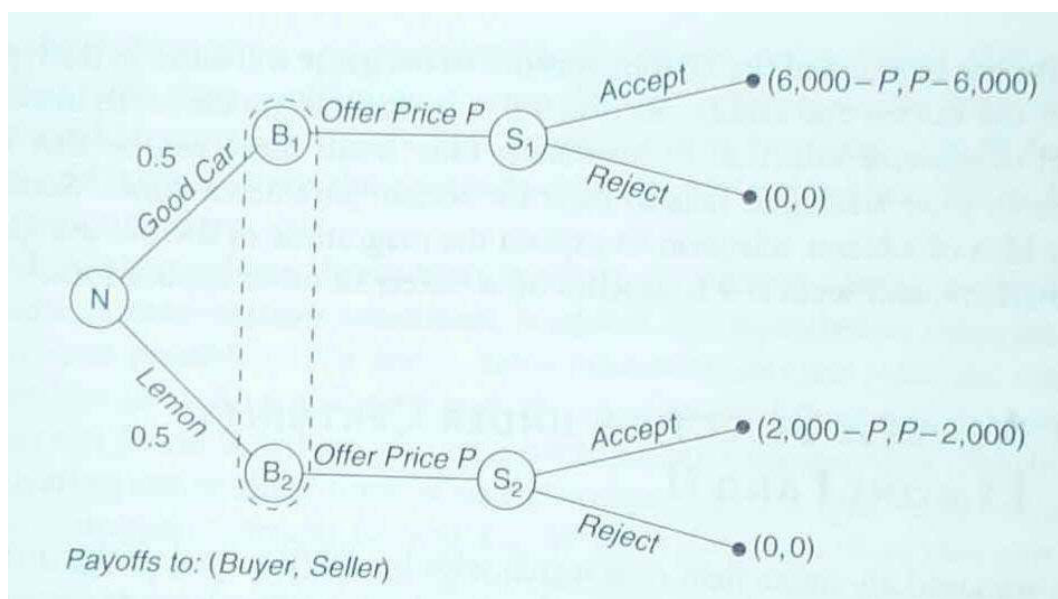 Accept
(6,000 – P, P – 6,000)
Offer Price P
B1
S1
0.5
Good Car
Reject
(0,0)
N
Lemon
0.5
Accept
(2,000 – P, P – 2,000)
Offer Price P
B2
S2
Reject
(0,0)
Payoffs to: (Buyer, Seller)